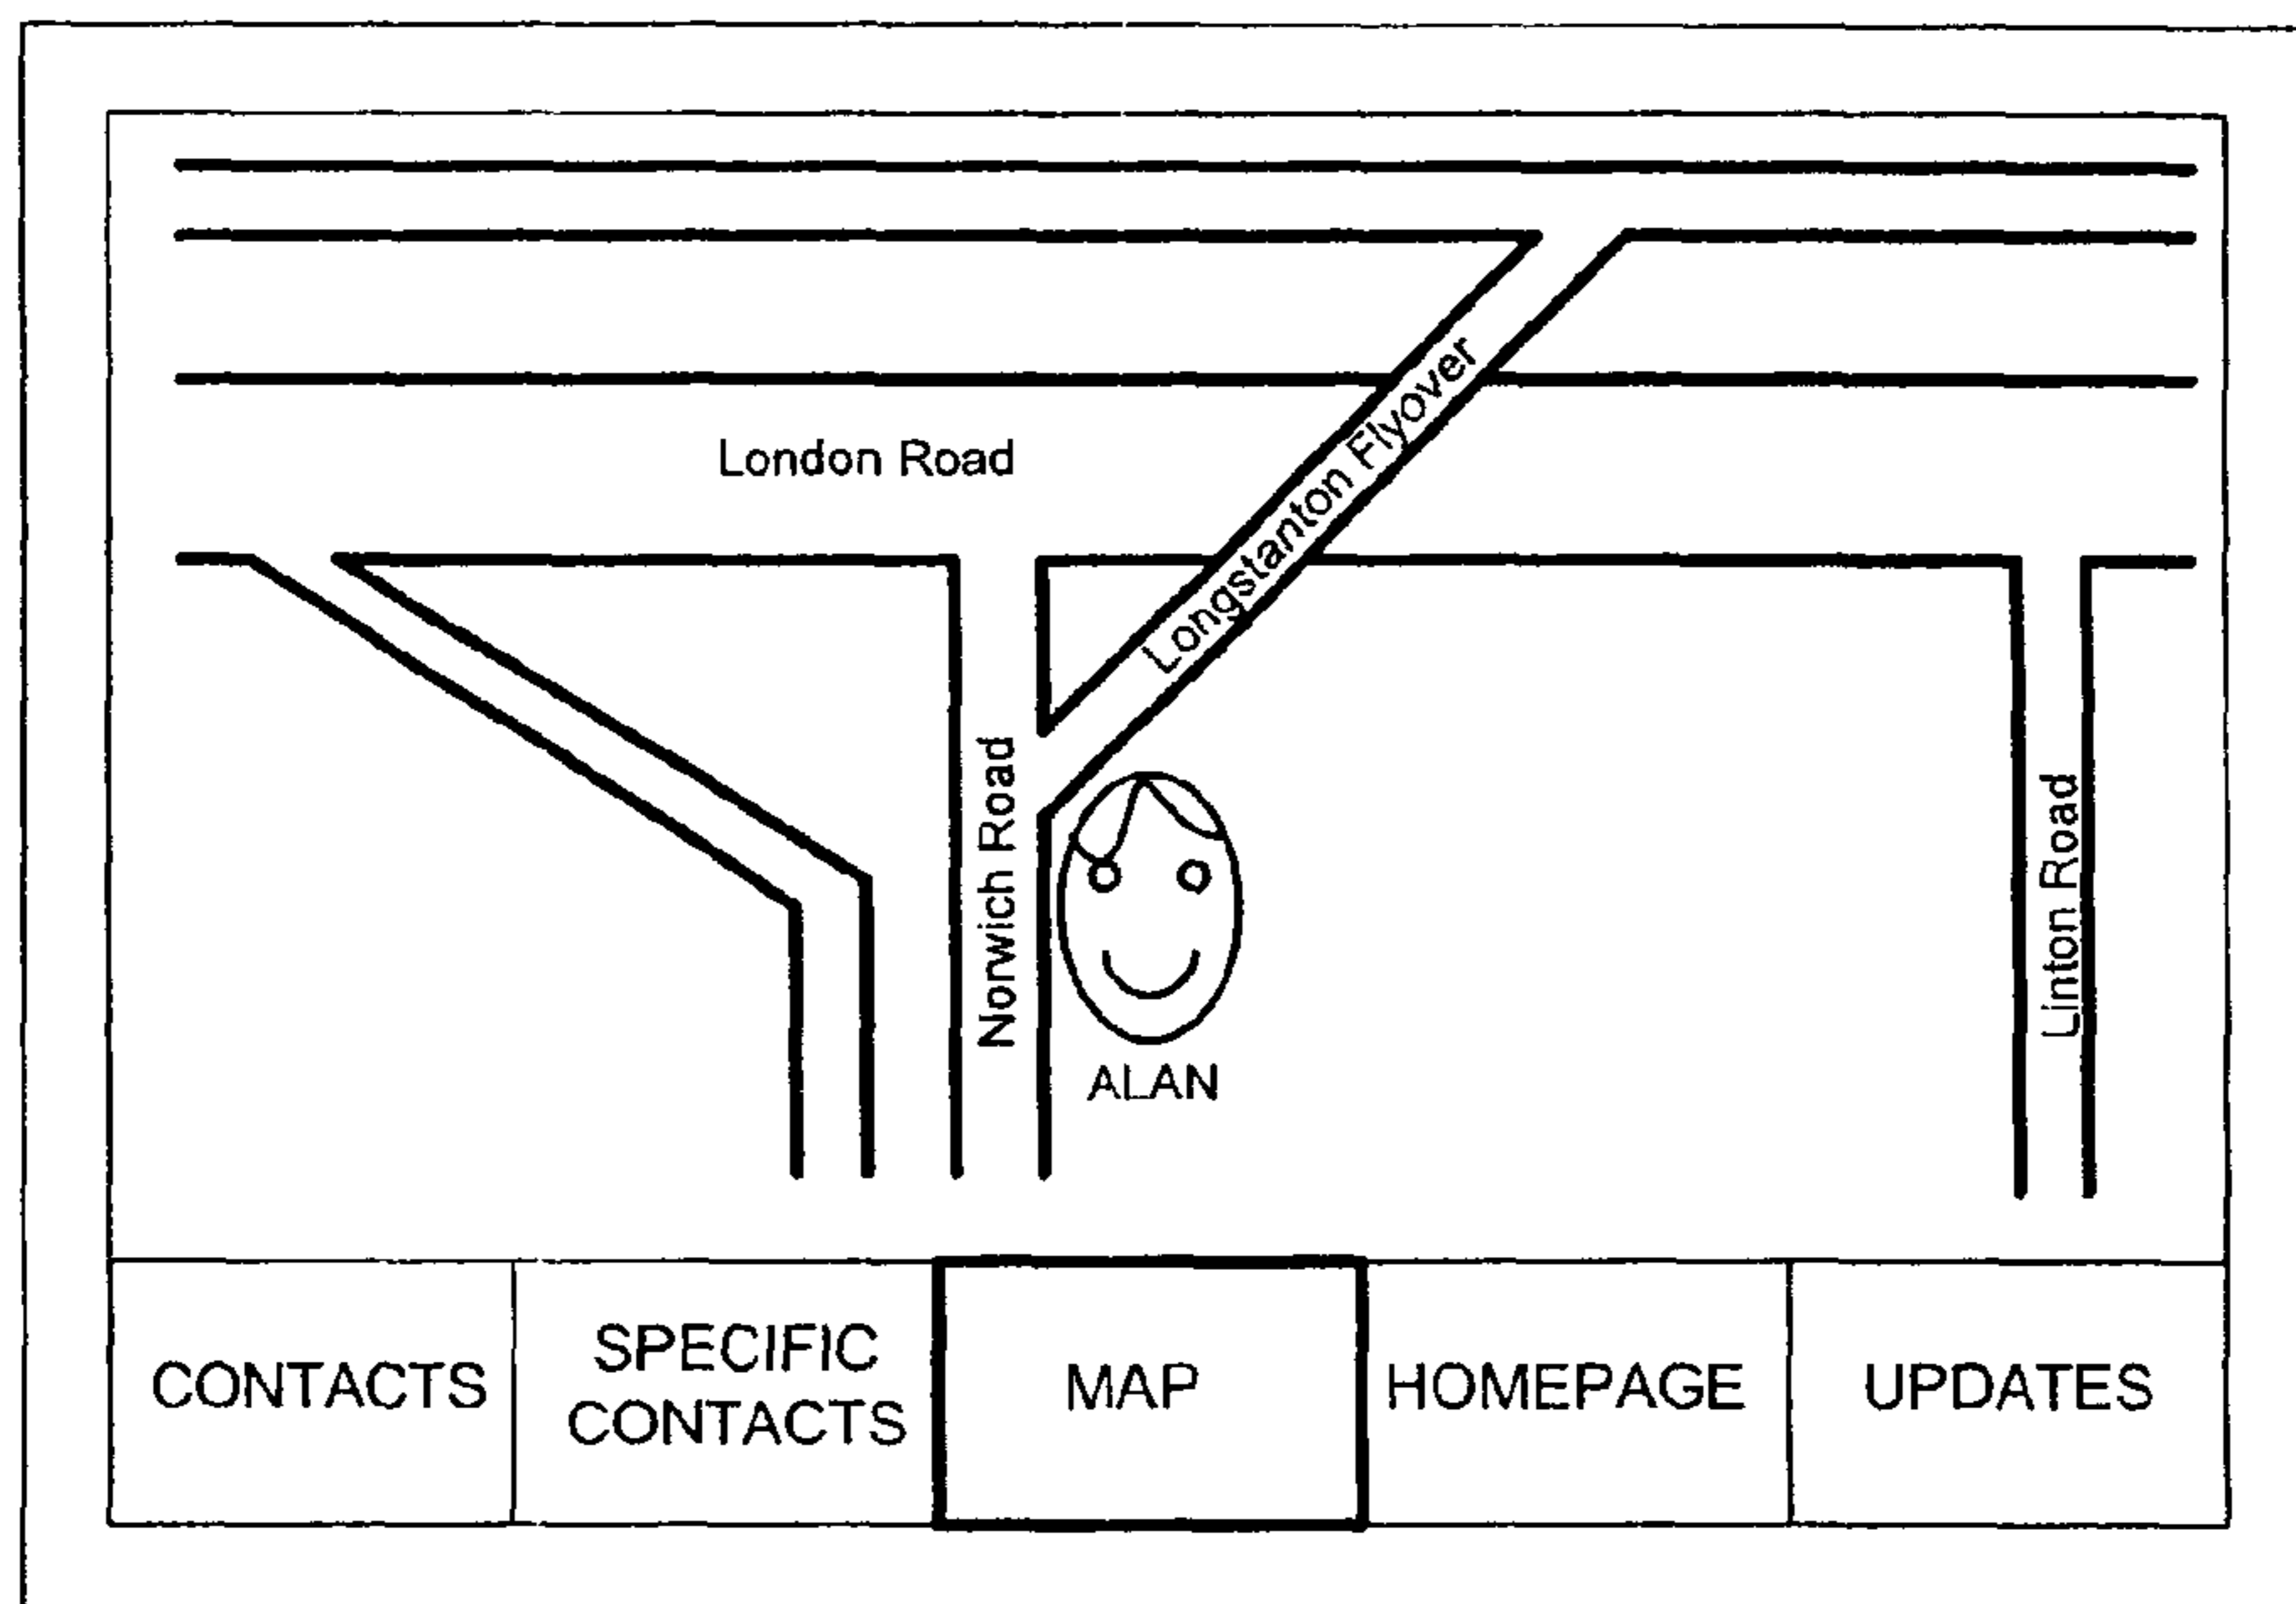 London Road
Longstanton Flyover
Norwich Road
Linton Road
ALAN
CONTACTS
SPECIFIC
CONTACTS
MAP
HOMEPAGE
UPDATES